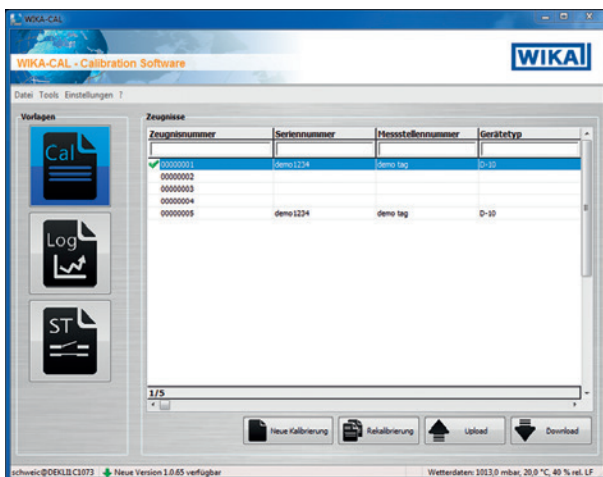 WIKA-CAL
WIKA-CAL - Calibration Software
WIKA
Datei Tools Einstellungen ?
Vorlagen
Zeugnisse
Zeugnisnummer Seriennummer Messstellennummer Gerätetyp
Cal
00000001 demo1234 demo tag D-10
00000002
00000003
00000004
00000005 demo1234 demo tag D-10
Log
ST
1/5
Neue Kalibrierung Rekalibrierung Upload Download
schweic@DEKLI1C1073 Neue Version 1.0.65 verfügbar Wetterdaten: 1013,0 mbar, 20,0 °C, 40 % rel. LF